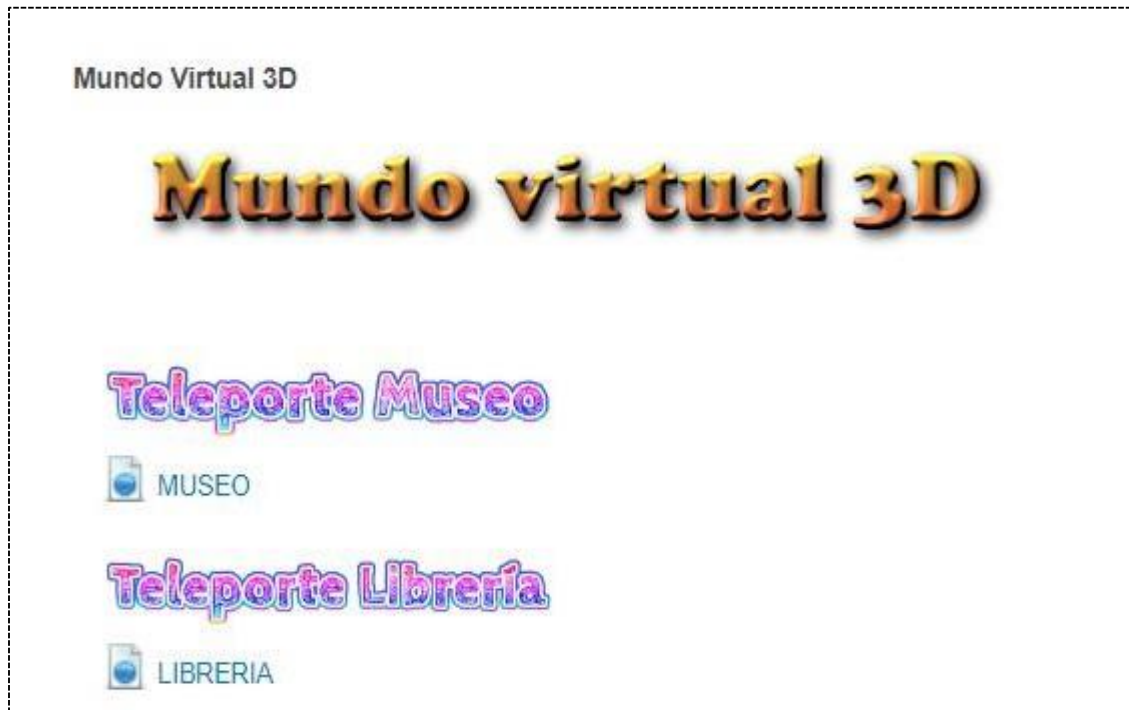 Mundo Virtual 3D
Mundo virtual 3D
Teleporte Museo
MUSEO
Teleporte Librería
LIBRERIA